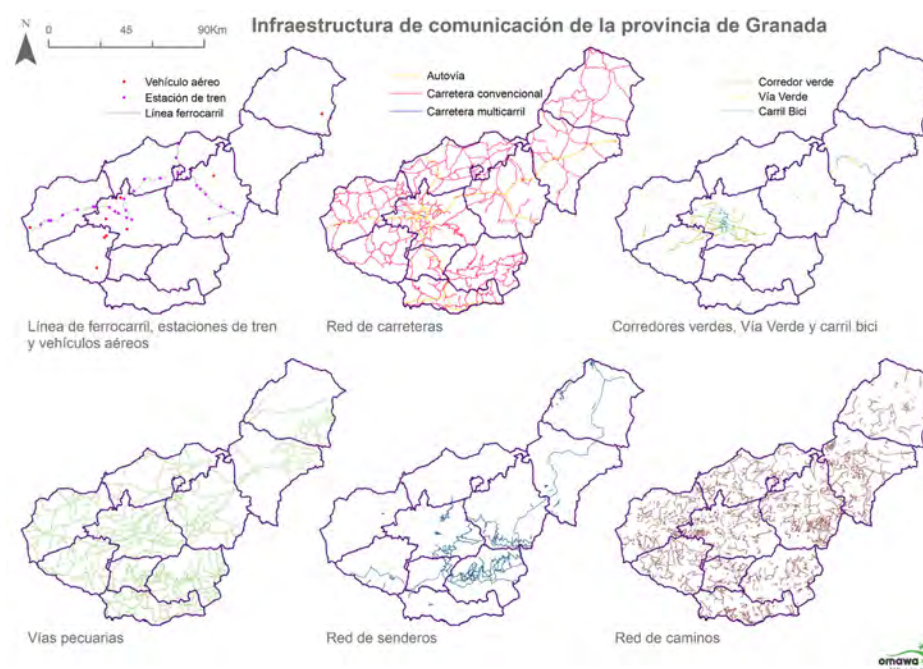 Infraestructura de comunicación de la provincia de Granada
N
0 45 90Km
Vehículo aéreo
Estación de tren
Línea ferrocarril
Autovía
Carretera convencional
Carretera multicarril
Corredor verde
Vía Verde
Carril Bici
Línea de ferrocarril, estaciones de tren
y vehículos aéreos
Red de carreteras
Corredores verdes, Vía Verde y carril bici
Vías pecuarias
Red de senderos
Red de caminos
omawa